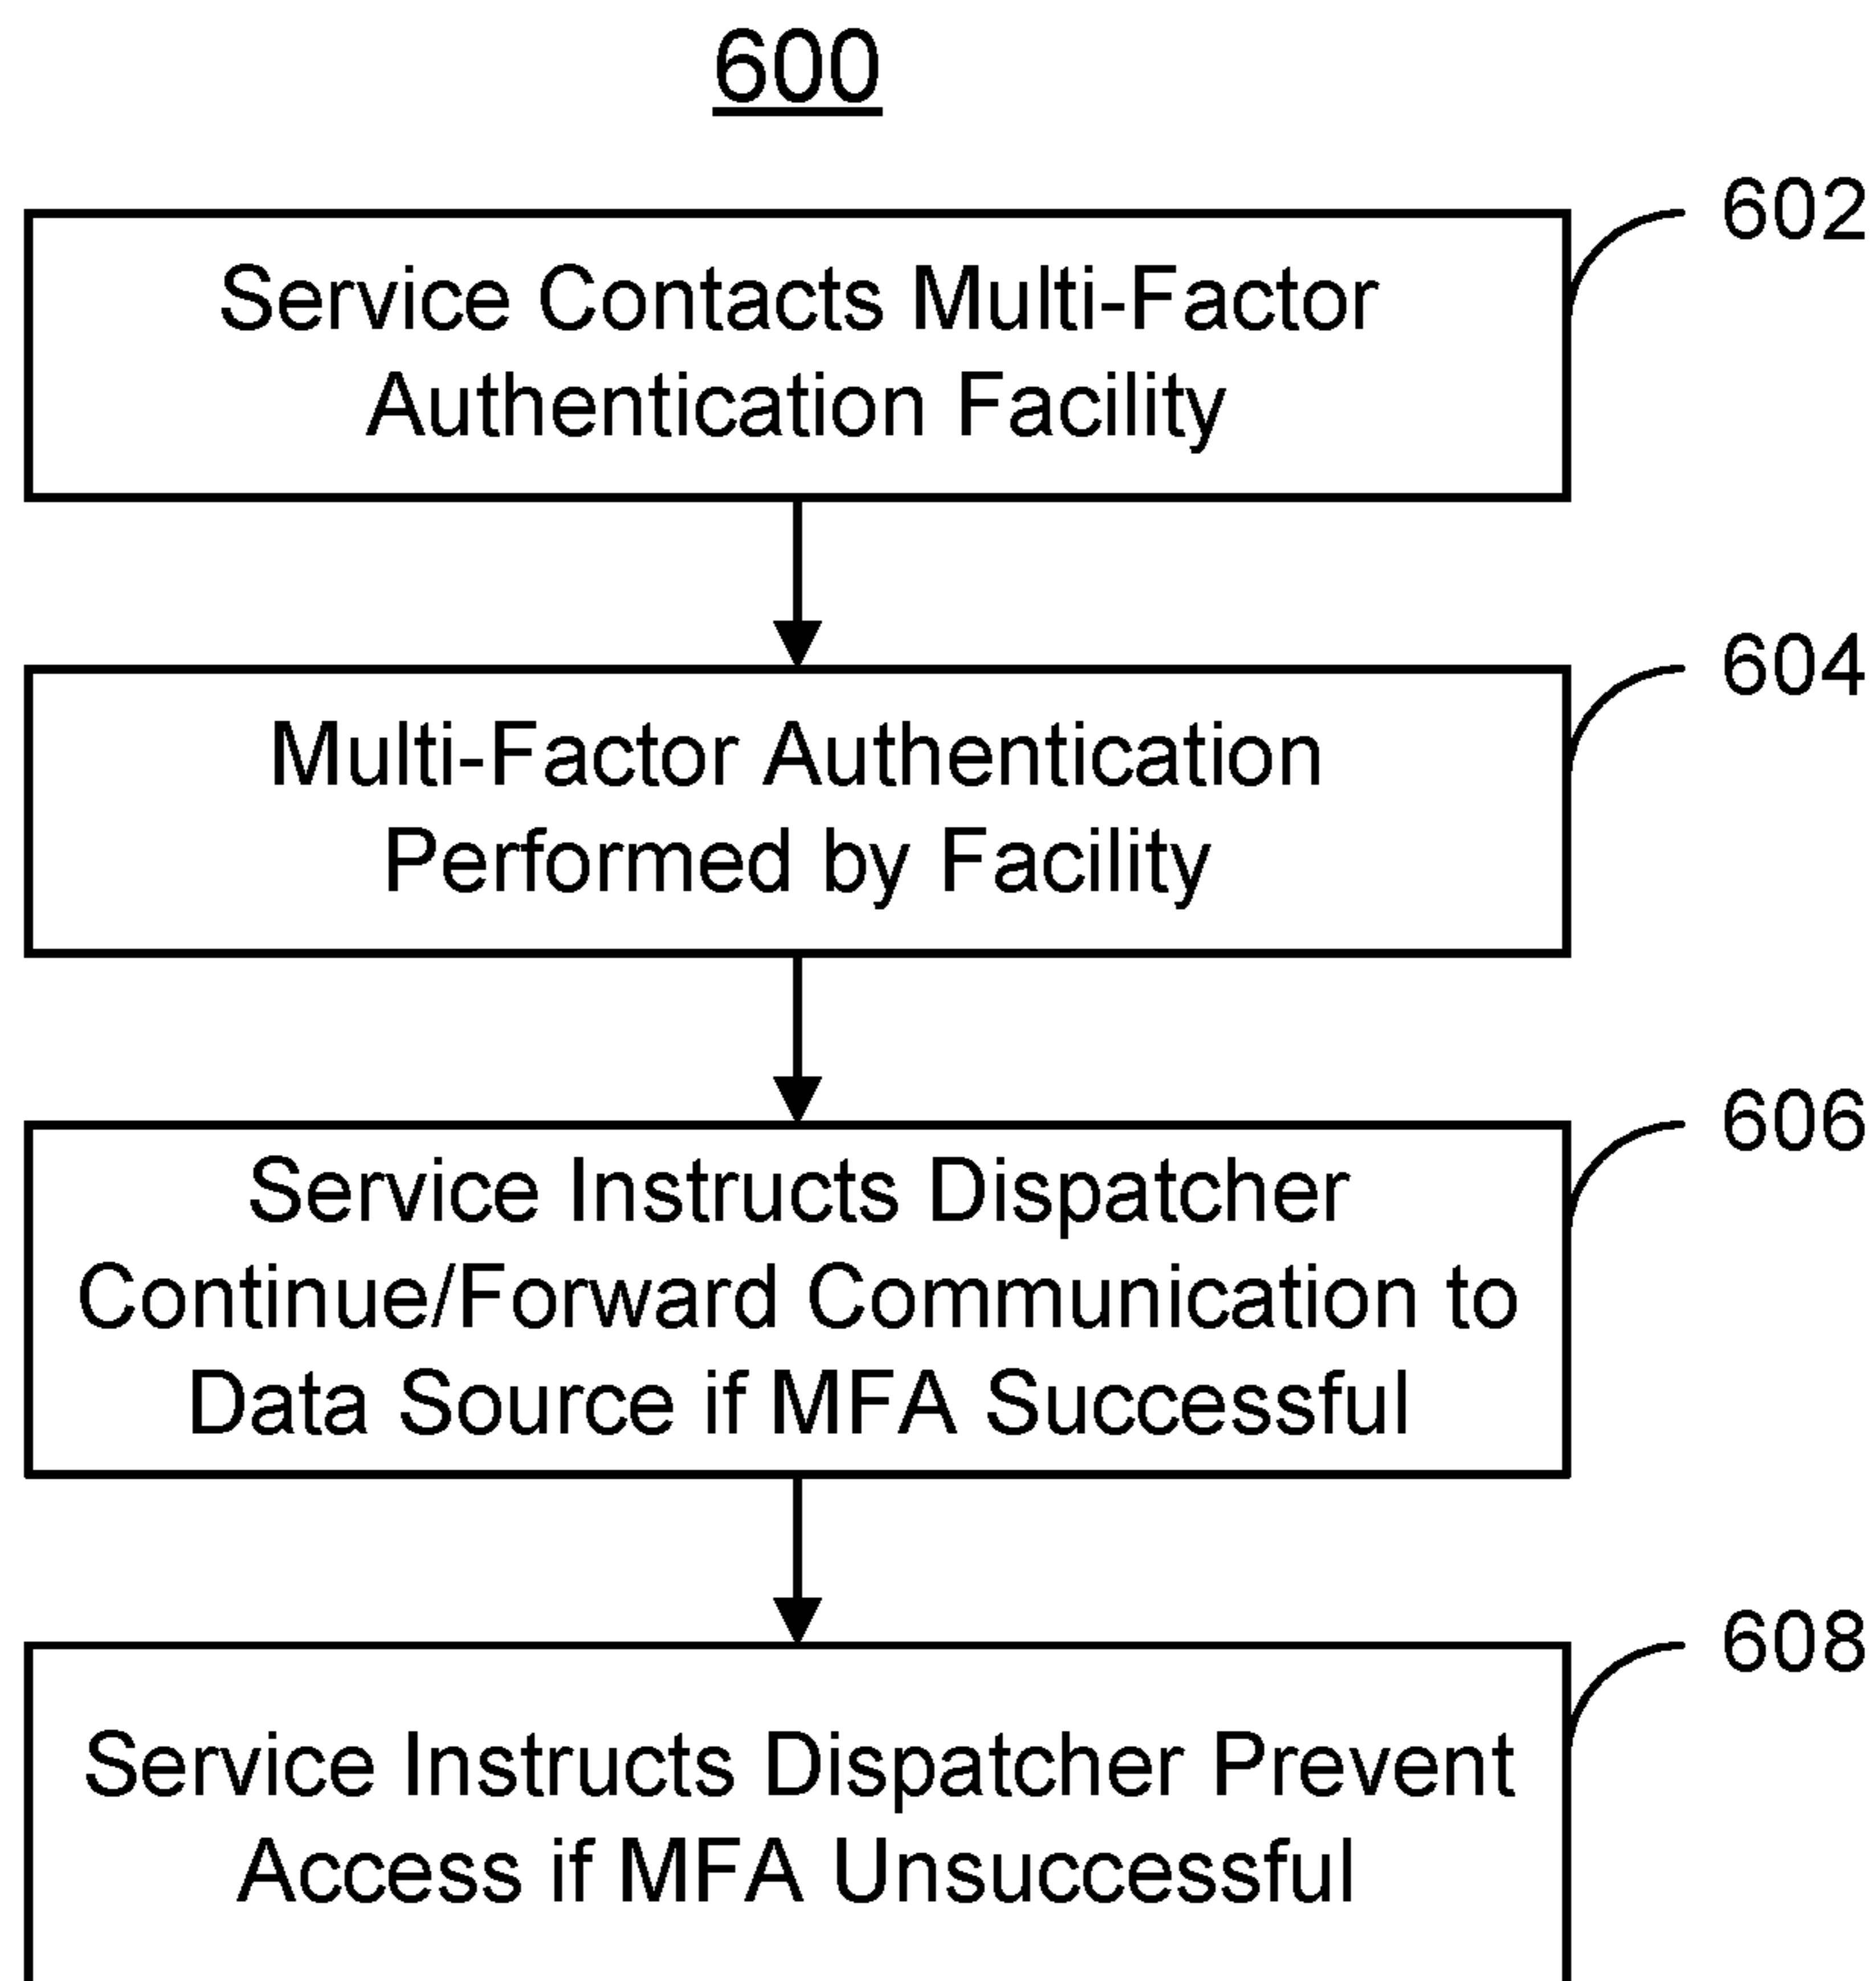 600
602
Service Contacts Multi-Factor
Authentication Facility
604
Multi-Factor Authentication
Performed by Facility
606
Service Instructs Dispatcher
Continue/Forward Communication to
Data Source if MFA Successful
608
Service Instructs Dispatcher Prevent
Access if MFA Unsuccessful